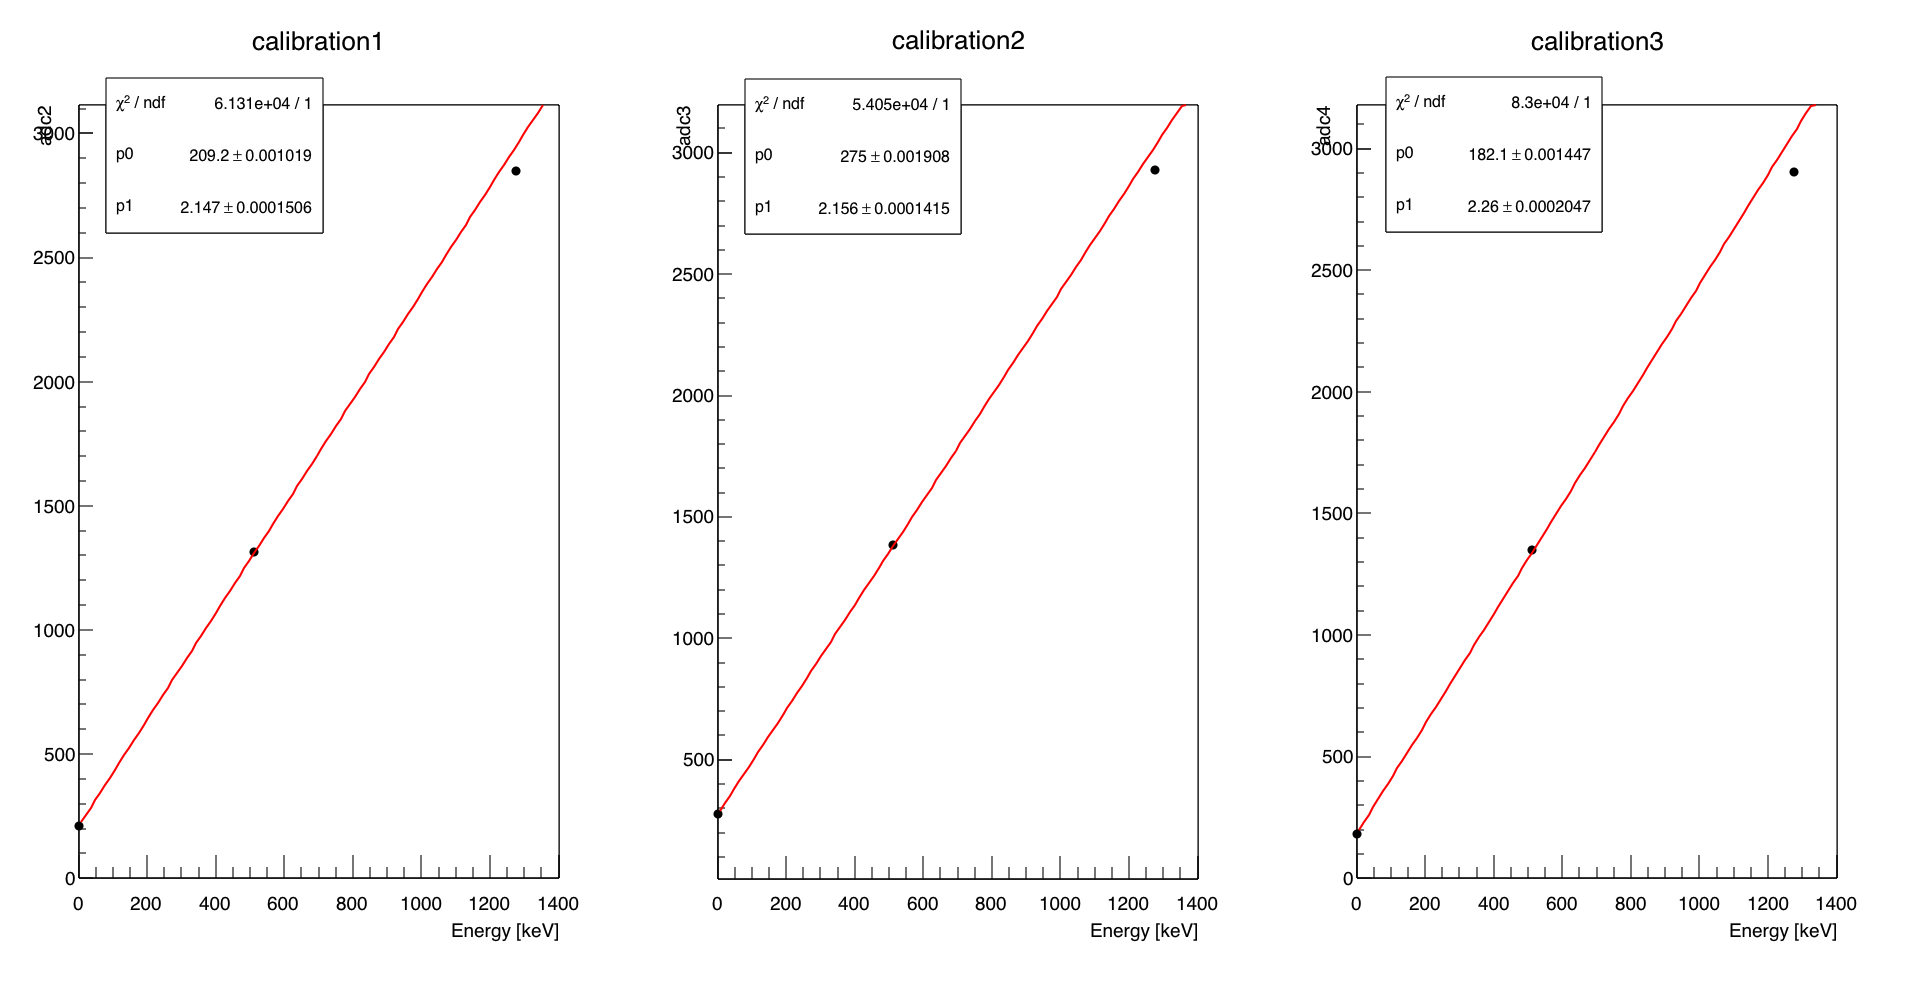 calibration1
χ² / ndf 6.131e+04 / 1
p0 209.2 ± 0.001019
p1 2.147 ± 0.0001506
adc2
3000
2500
2000
1500
1000
500
0
0 200 400 600 800 1000 1200 1400
Energy [keV]
calibration2
χ² / ndf 5.405e+04 / 1
p0 275 ± 0.001908
p1 2.156 ± 0.0001415
adc3
3000
2500
2000
1500
1000
500
0 200 400 600 800 1000 1200 1400
Energy [keV]
calibration3
χ² / ndf 8.3e+04 / 1
p0 182.1 ± 0.001447
p1 2.26 ± 0.0002047
adc4
3000
2500
2000
1500
1000
500
0
0 200 400 600 800 1000 1200 1400
Energy [keV]